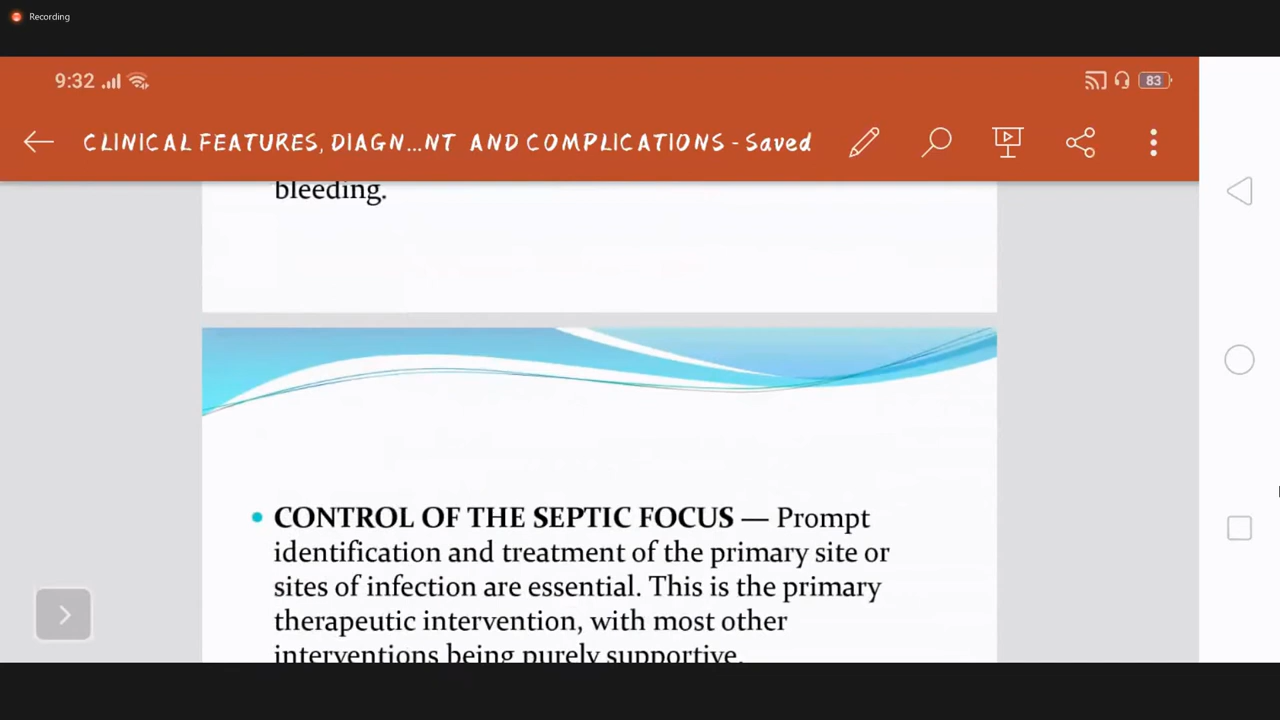 Recording
9:32
83
CLINICAL FEATURES, DIAGN...NT AND COMPLICATIONS - Saved
bleeding.
CONTROL OF THE SEPTIC FOCUS — Prompt
identification and treatment of the primary site or
sites of infection are essential. This is the primary
therapeutic intervention, with most other
interventions being purely supportive.